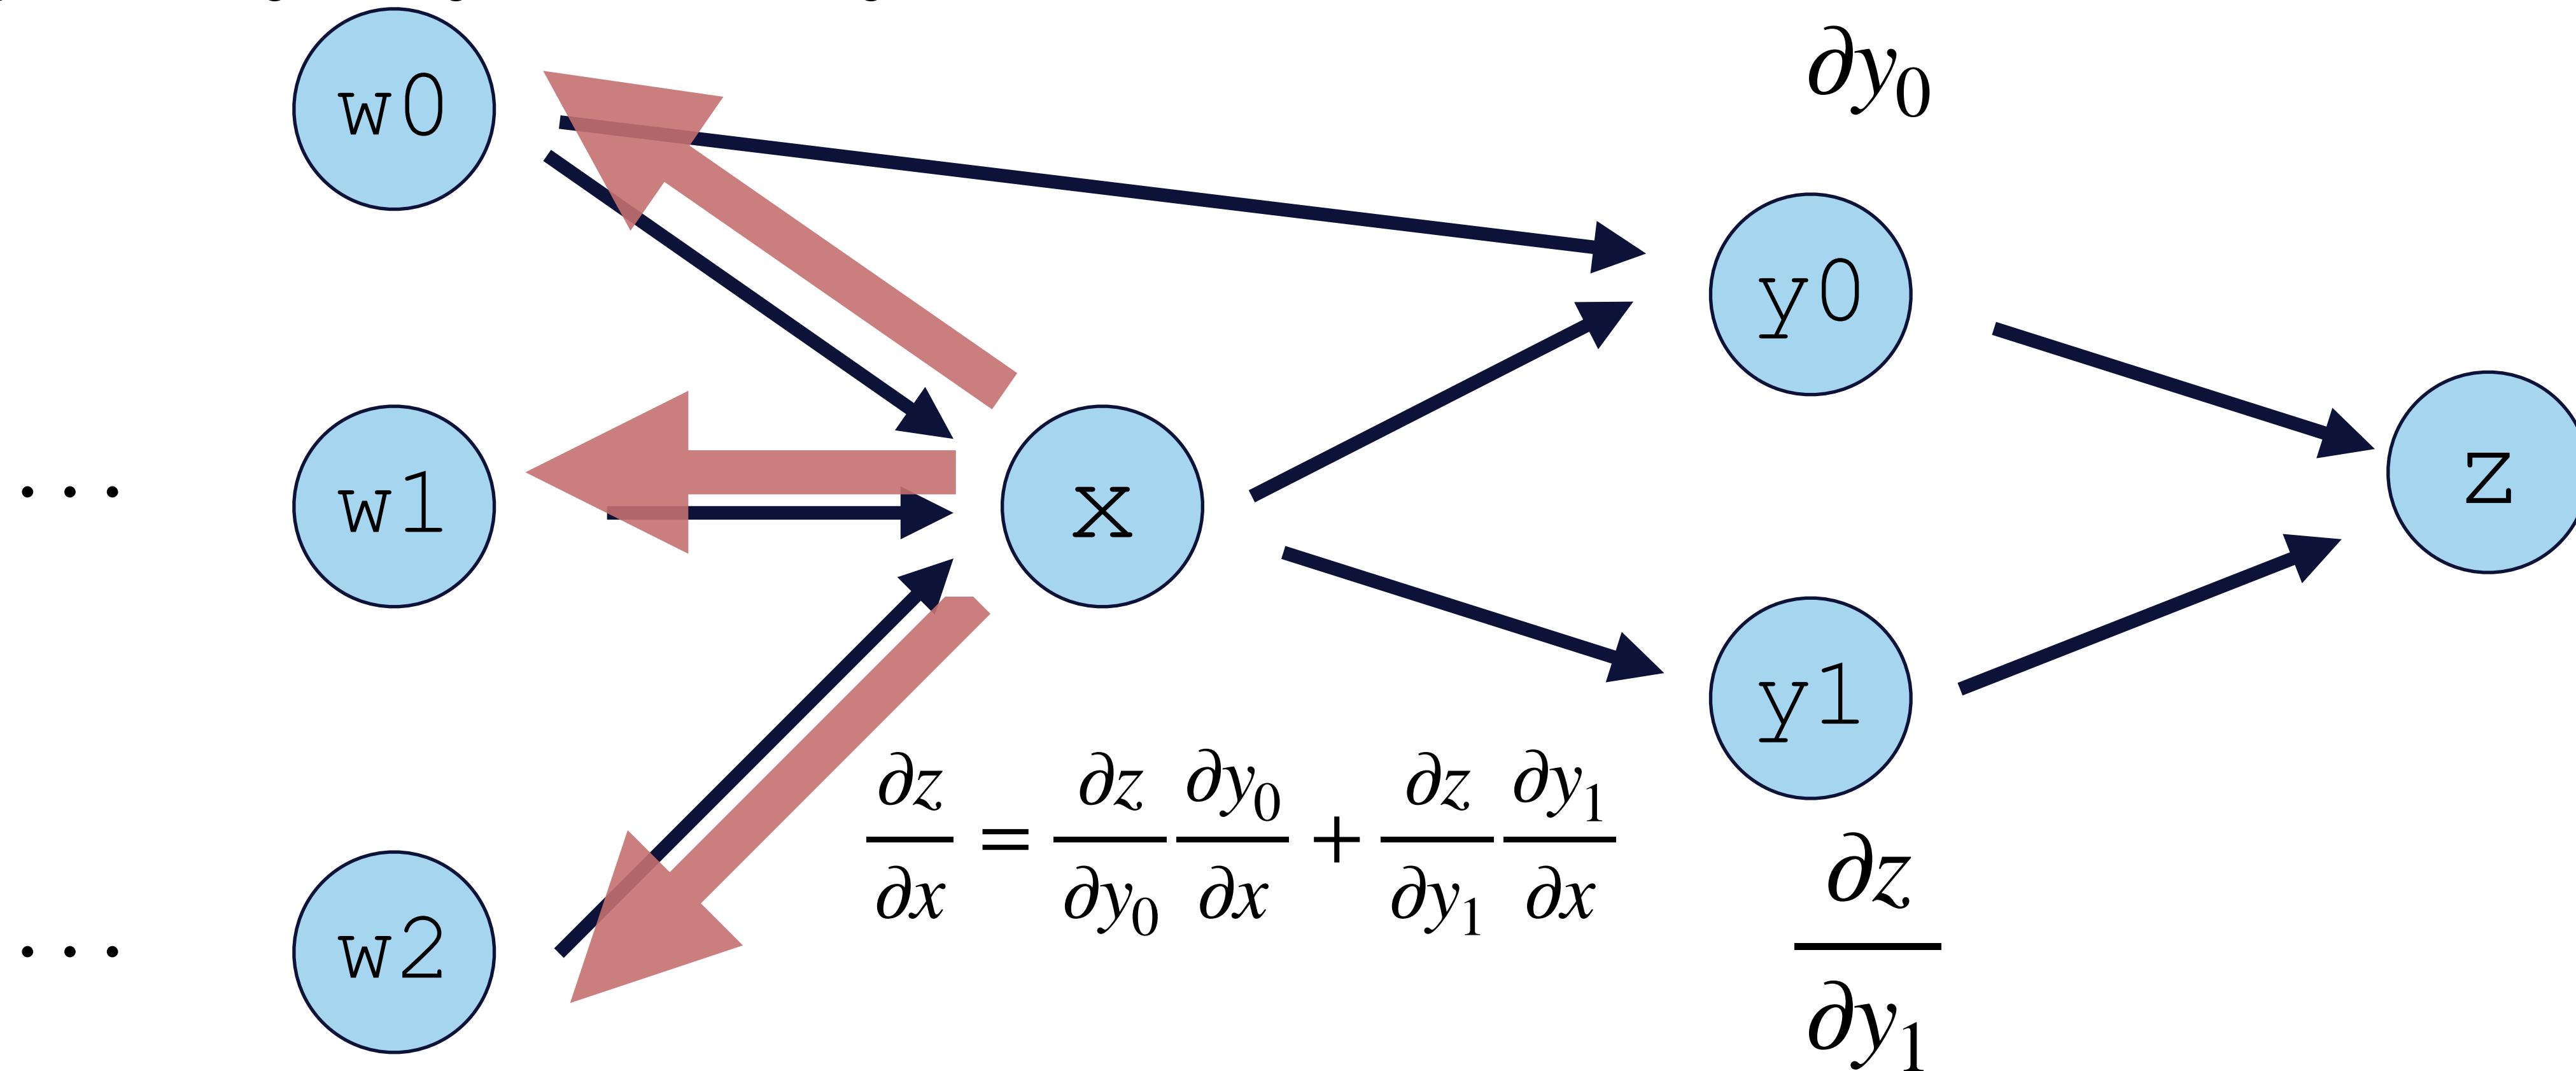 ∂y₀
w0
y0
z
... w1
x
y1
∂z/∂x = ∂z/∂y₀ ∂y₀/∂x + ∂z/∂y₁ ∂y₁/∂x
∂z/∂y₁
... w2